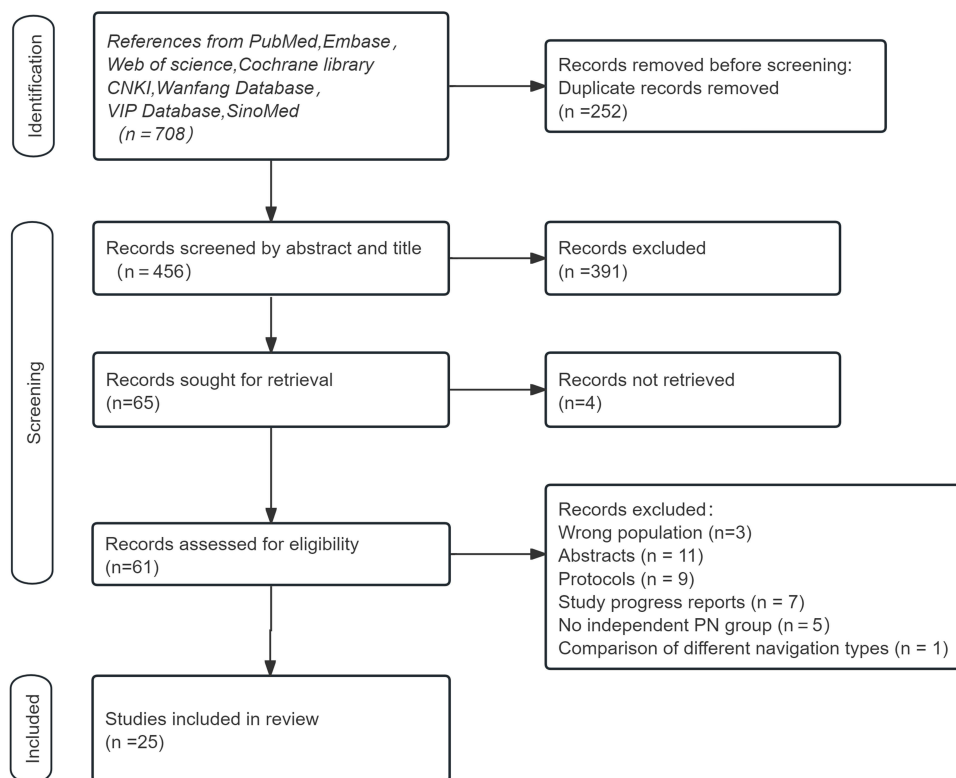 Identification
References from PubMed,Embase,
Web of science,Cochrane library
CNKI,Wanfang Database,
VIP Database,SinoMed
(n = 708)
Records removed before screening:
Duplicate records removed
(n =252)
Screening
Records screened by abstract and title
(n = 456)
Records excluded
(n =391)
Records sought for retrieval
(n=65)
Records not retrieved
(n=4)
Records assessed for eligibility
(n=61)
Records excluded:
Wrong population (n=3)
Abstracts (n = 11)
Protocols (n = 9)
Study progress reports (n = 7)
No independent PN group (n = 5)
Comparison of different navigation types (n = 1)
Included
Studies included in review
(n =25)